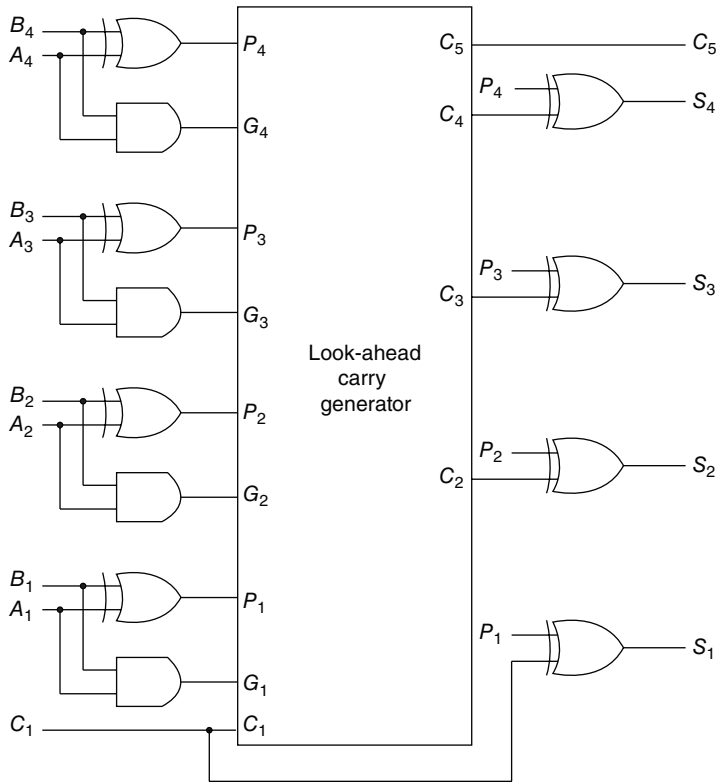 B₄
A₄
P₄
G₄
C₅
C₅
P₄
C₄
S₄
B₃
A₃
P₃
G₃
P₃
C₃
S₃
Look-ahead
carry
generator
B₂
A₂
P₂
G₂
P₂
C₂
S₂
B₁
A₁
P₁
G₁
C₁
C₁
P₁
S₁